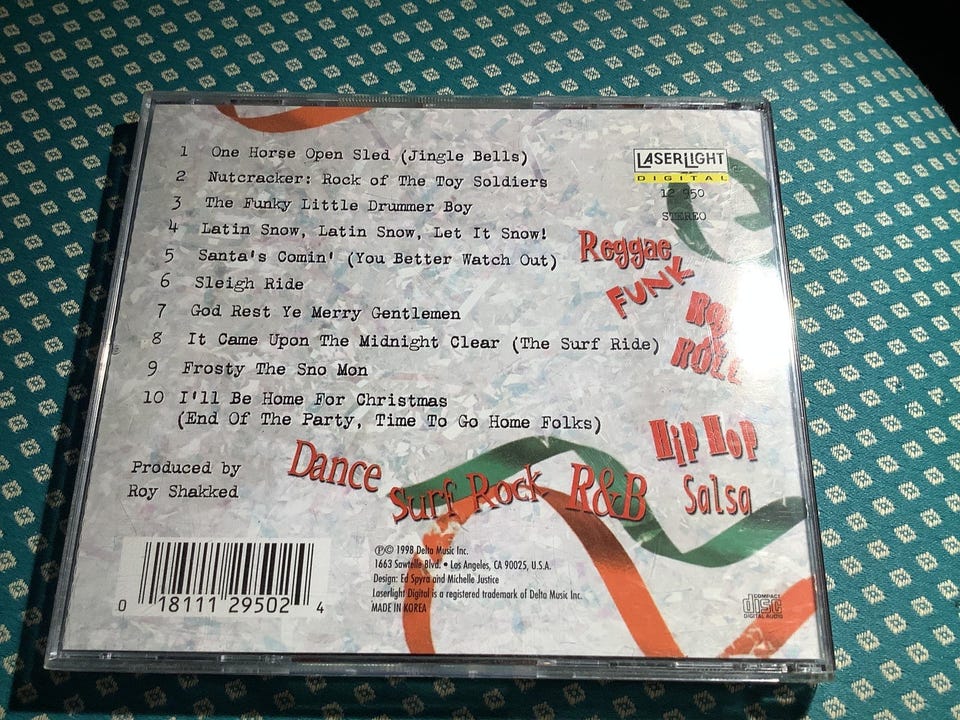 1 One Horse Open Sled (Jingle Bells)
2 Nutcracker: Rock of The Toy Soldiers
3 The Funky Little Drummer Boy
4 Latin Snow, Latin Snow, Let It Snow!
5 Santa's Comin' (You Better Watch Out)
6 Sleigh Ride
7 God Rest Ye Merry Gentlemen
8 It Came Upon The Midnight Clear (The Surf Ride)
9 Frosty The Sno Mon
10 I'll Be Home For Christmas
(End Of The Party, Time To Go Home Folks)
LASERLIGHT
DIGITAL
12 950
STEREO
Reggae
FUNK
ROLL
Hip Hop
Salsa
Dance
Surf Rock
R&B
Produced by
Roy Shakked
0 18111 29502 4
℗© 1998 Delta Music Inc.
1663 Sawtelle Blvd. • Los Angeles, CA 90025, U.S.A.
Design: Ed Spyra and Michelle Justice
Laserlight Digital is a registered trademark of Delta Music Inc.
MADE IN KOREA
COMPACT
disc
DIGITAL AUDIO